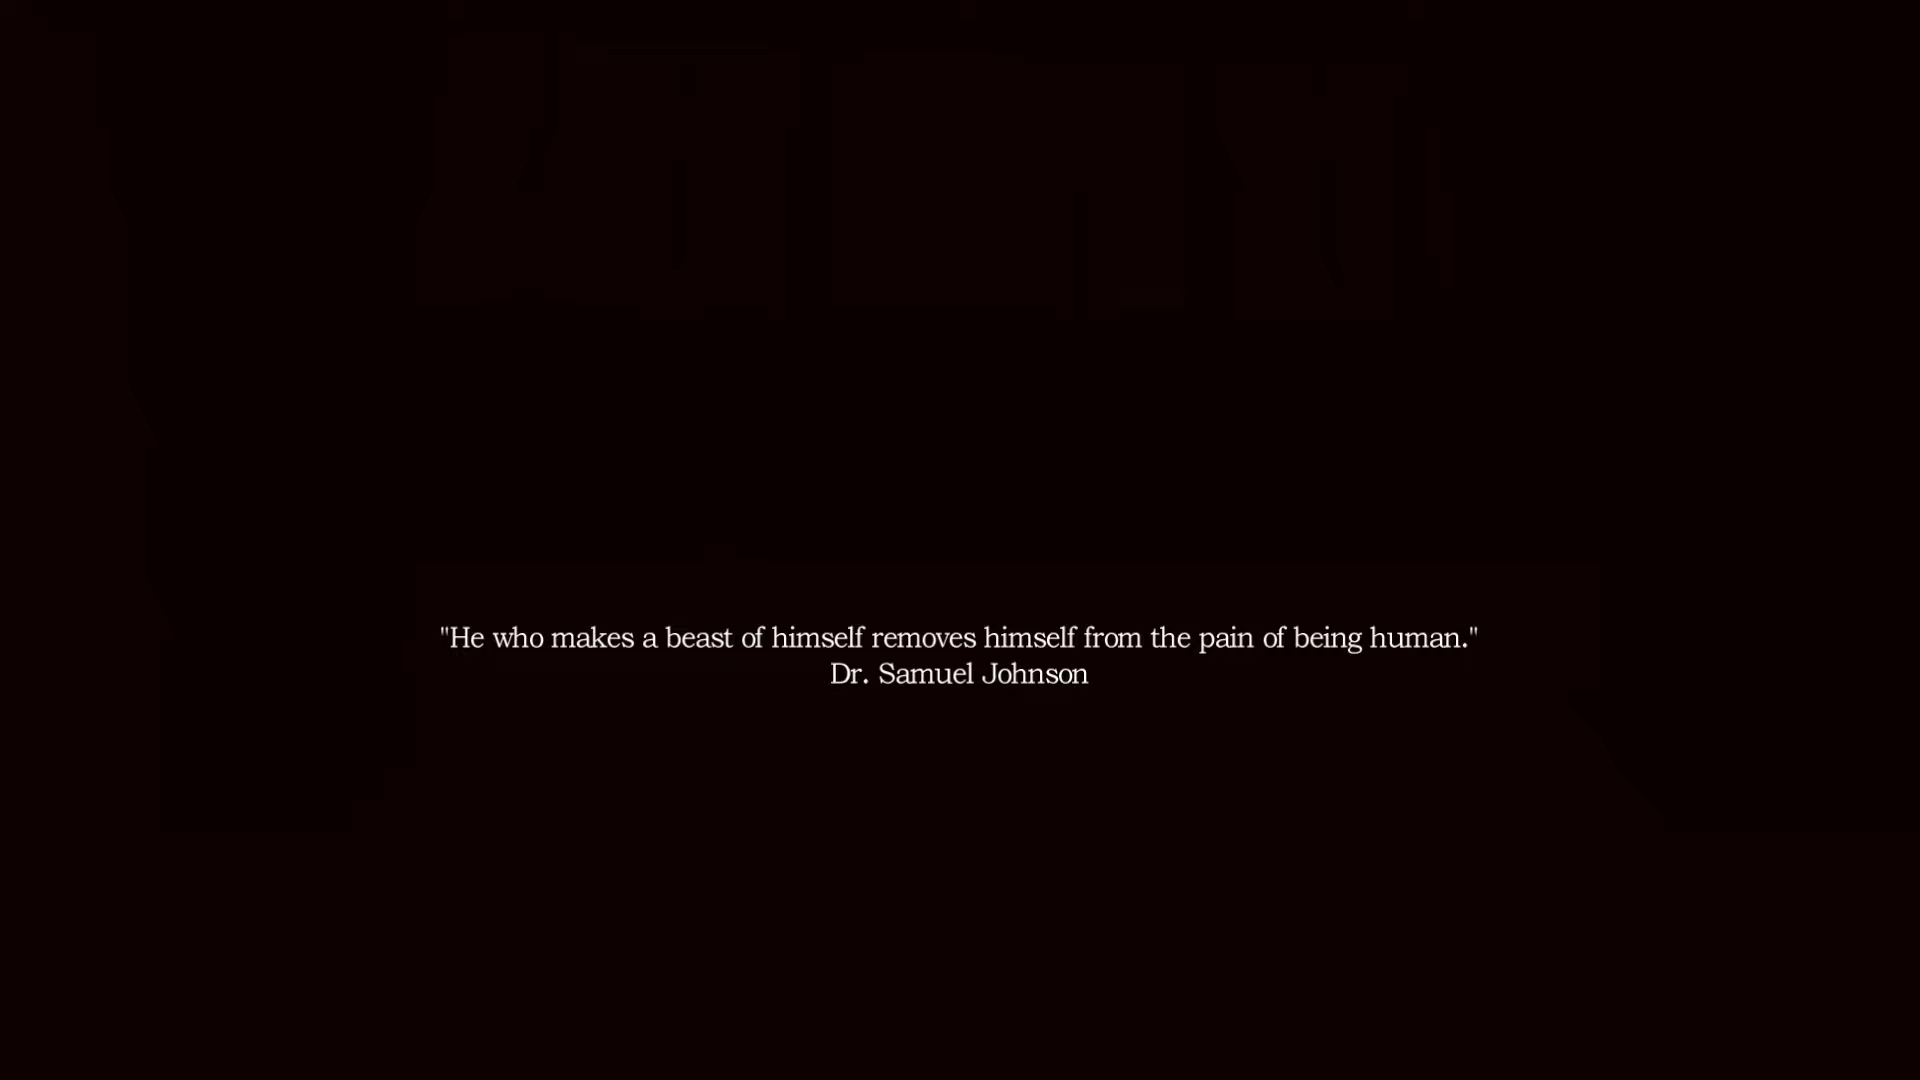 "He who makes a beast of himself removes himself from the pain of being human."
Dr. Samuel Johnson